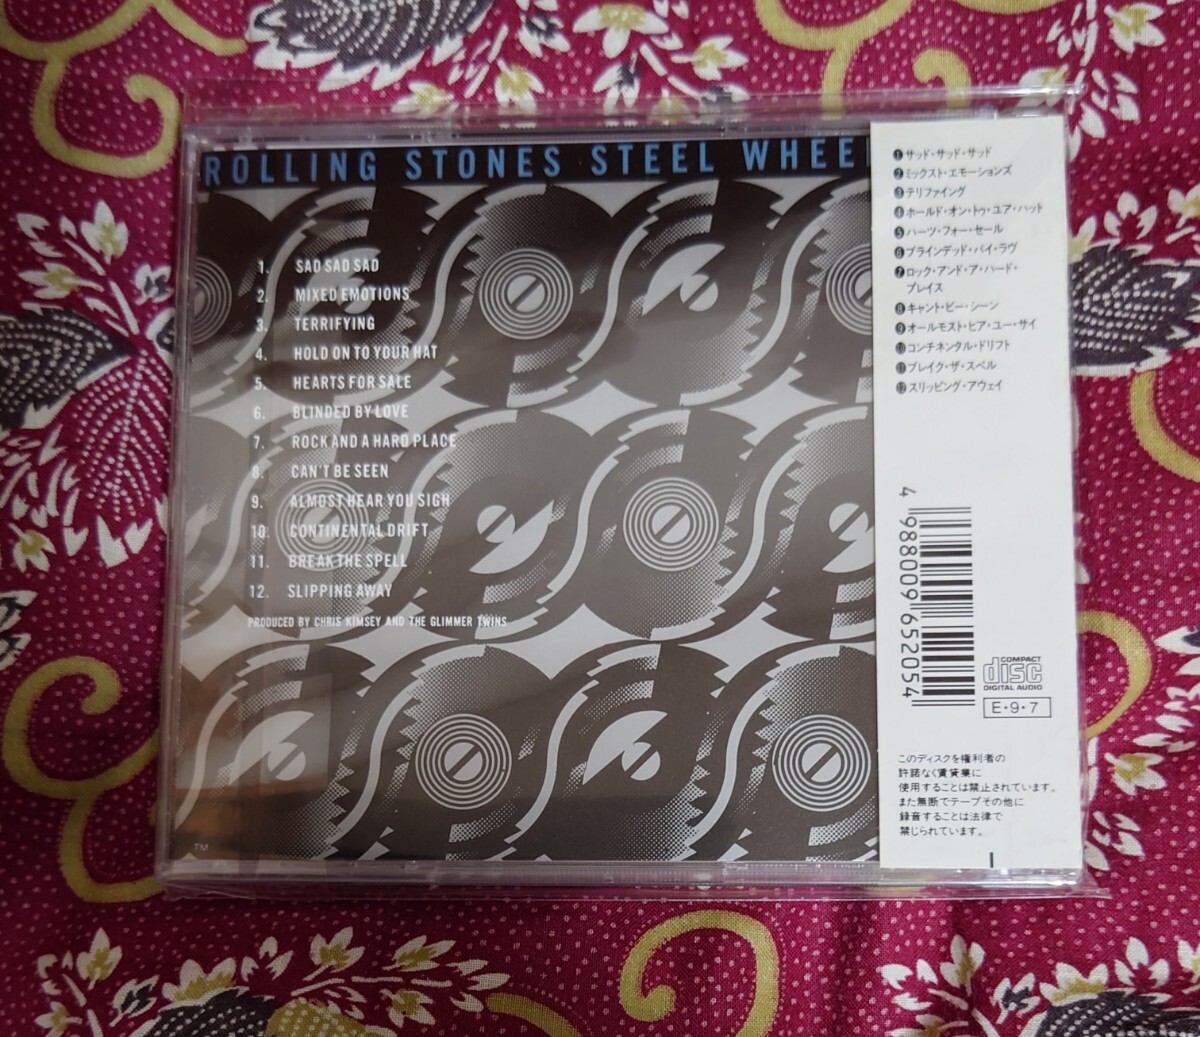 ROLLING STONES STEEL WHEE
1. SAD SAD SAD
2. MIXED EMOTIONS
3. TERRIFYING
4. HOLD ON TO YOUR HAT
5. HEARTS FOR SALE
6. BLINDED BY LOVE
7. ROCK AND A HARD PLACE
8. CAN'T BE SEEN
9. ALMOST HEAR YOU SIGH
10. CONTINENTAL DRIFT
11. BREAK THE SPELL
12. SLIPPING AWAY
PRODUCED BY CHRIS KIMSEY AND THE GLIMMER TWINS
TM
❶サッド・サッド・サッド
❷ミックスト・エモーションズ
❸テリファイング
❹ホールド・オン・トゥ・ユア・ハット
❺ハーツ・フォー・セール
❻ブラインデッド・バイ・ラヴ
❼ロック・アンド・ア・ハード・
プレイス
❽キャント・ビー・シーン
❾オールモスト・ヒア・ユー・サイ
❿コンチネンタル・ドリフト
⓫ブレイク・ザ・スペル
⓬スリッピング・アウェイ
4 988009 652054
COMPACT
disc
DIGITAL AUDIO
E・9・7
このディスクを権利者の
許諾なく賃貸業に
使用することは禁止されています。
また無断でテープその他に
録音することは法律で
禁じられています。